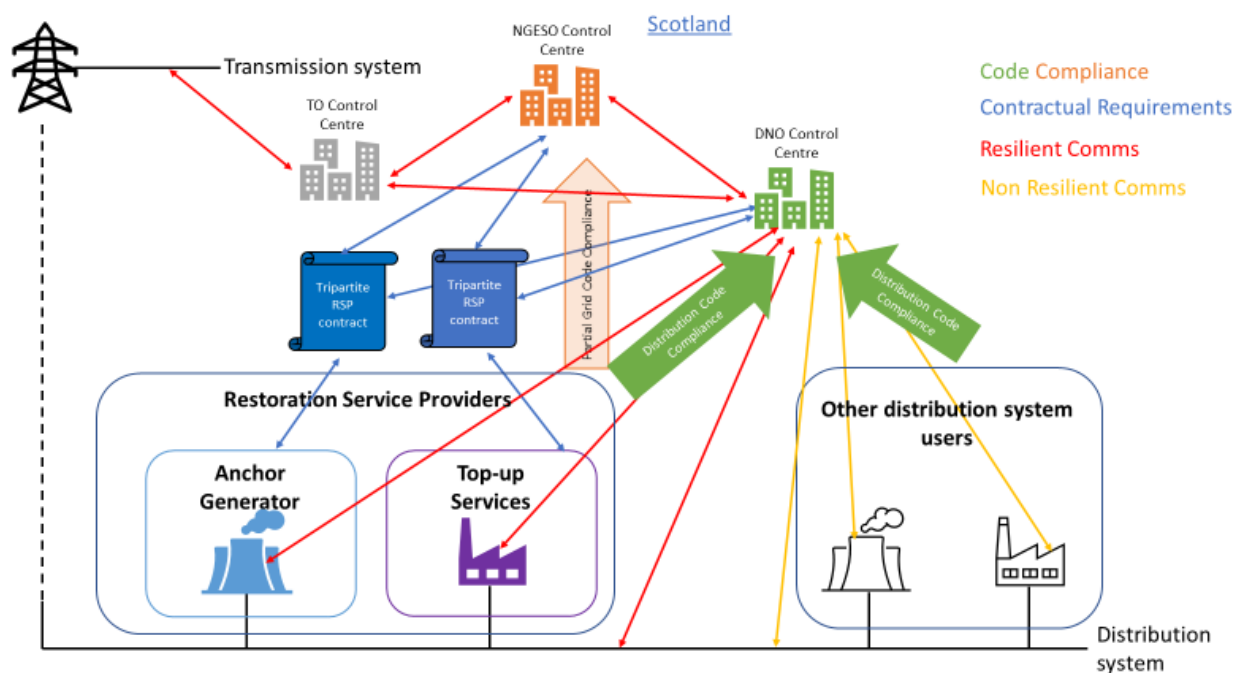 Scotland
NGESO Control
Centre
Transmission system
TO Control
Centre
DNO Control
Centre
Code Compliance
Contractual Requirements
Resilient Comms
Non Resilient Comms
Tripartite
RSP
contract
Tripartite
RSP
contract
Partial Grid Code Compliance
Distribution Code
Compliance
Distribution Code
Compliance
Restoration Service Providers
Anchor
Generator
Top-up
Services
Other distribution system
users
Distribution
system